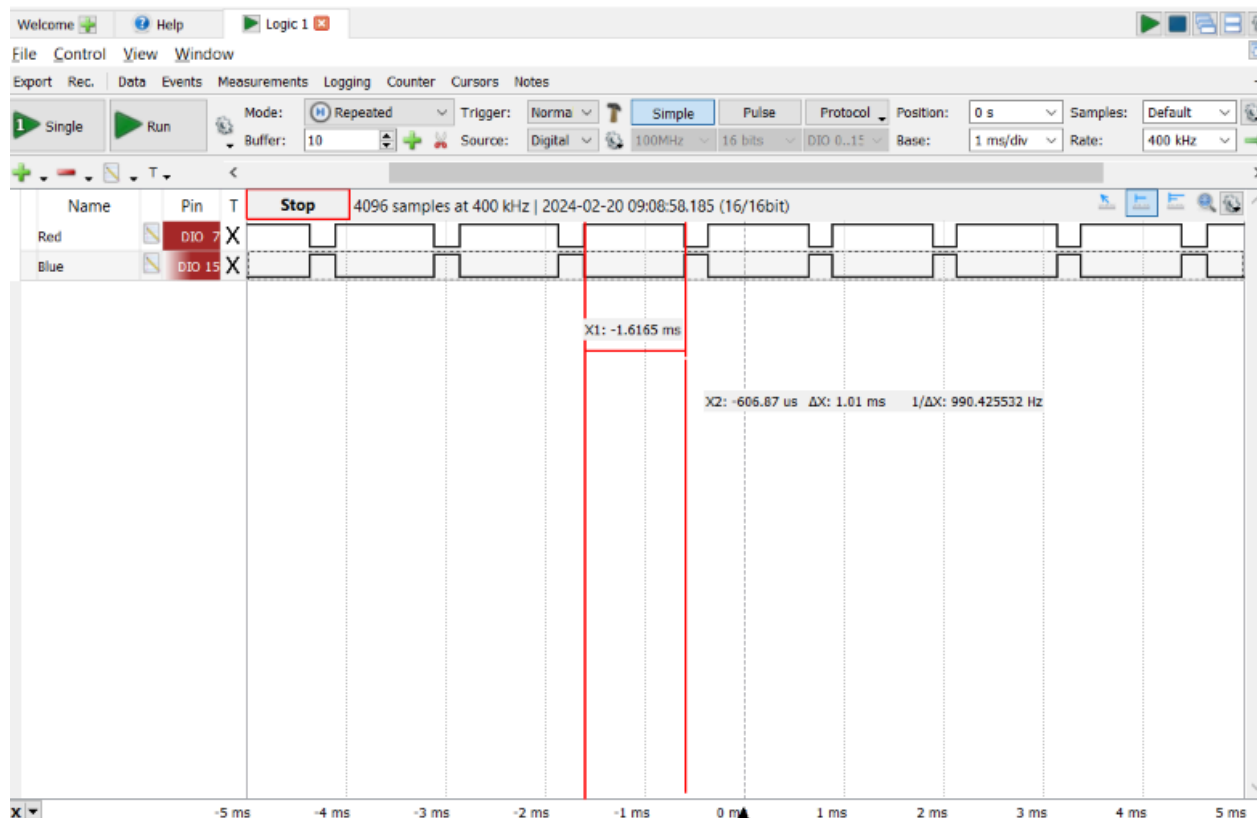 Welcome Help Logic 1
File Control View Window
Export Rec. Data Events Measurements Logging Counter Cursors Notes
Mode: Repeated Trigger: Norma Simple Pulse Protocol Position: 0 s Samples: Default
1 Single Run
Buffer: 10 Source: Digital 100MHz 16 bits DIO 0..15 Base: 1 ms/div Rate: 400 kHz
T <
Name Pin T Stop 4096 samples at 400 kHz | 2024-02-20 09:08:58.185 (16/16bit)
Red DIO 7 X
Blue DIO 15 X
X1: -1.6165 ms
X2: -606.87 us ΔX: 1.01 ms 1/ΔX: 990.425532 Hz
X -5 ms -4 ms -3 ms -2 ms -1 ms 0 m 1 ms 2 ms 3 ms 4 ms 5 ms